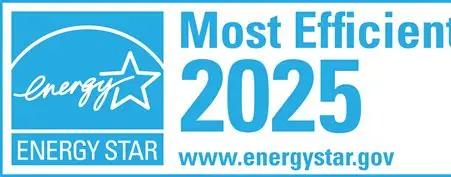 energy
ENERGY STAR
Most Efficient
2025
www.energystar.gov